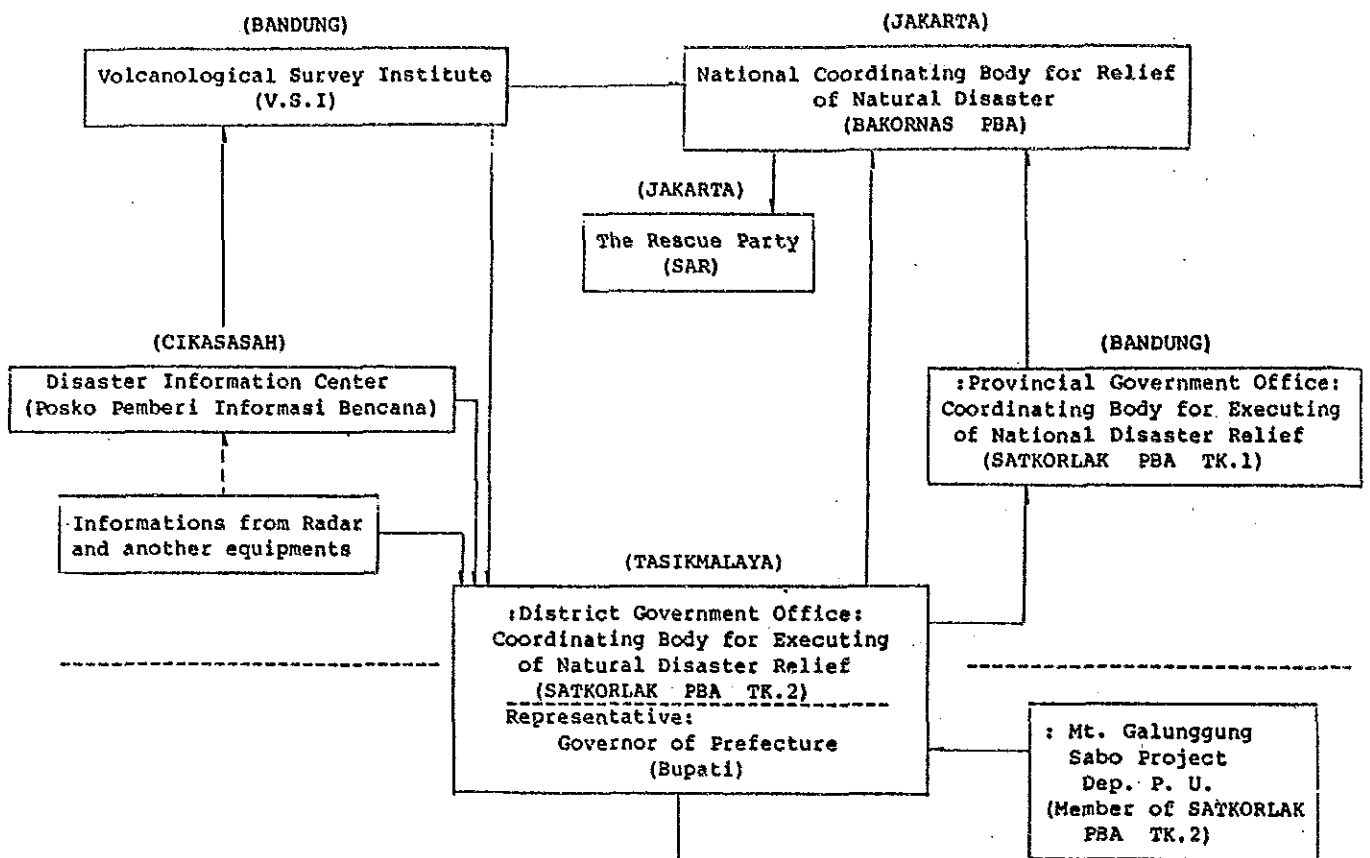 (BANDUNG)
Volcanological Survey Institute
(V.S.I)
(JAKARTA)
National Coordinating Body for Relief
of Natural Disaster
(BAKORNAS PBA)
(JAKARTA)
The Rescue Party
(SAR)
(CIKASASAH)
Disaster Information Center
(Posko Pemberi Informasi Bencana)
(BANDUNG)
:Provincial Government Office:
Coordinating Body for Executing
of National Disaster Relief
(SATKORLAK PBA TK.1)
Informations from Radar
and another equipments
(TASIKMALAYA)
:District Government Office:
Coordinating Body for Executing
of Natural Disaster Relief
(SATKORLAK PBA TK.2)
Representative:
Governor of Prefecture
(Bupati)
: Mt. Galunggung
Sabo Project
Dep. P. U.
(Member of SATKORLAK
PBA TK.2)